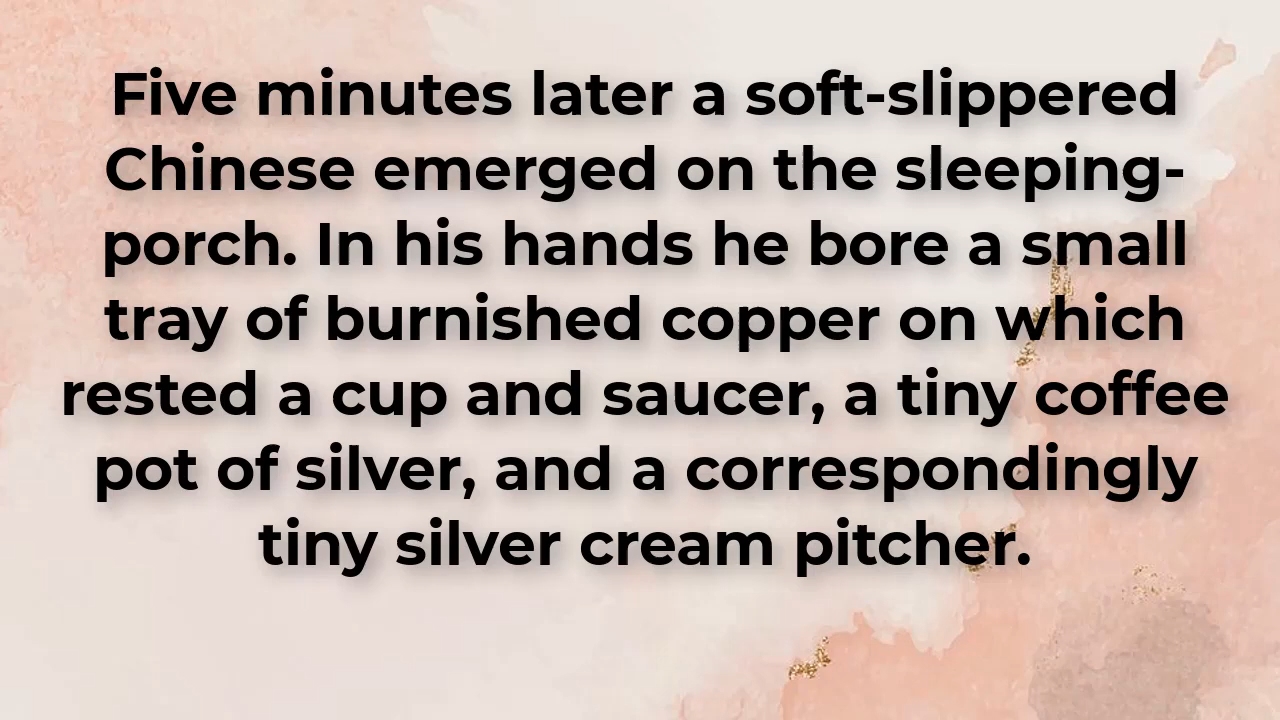 Five minutes later a soft-slippered
Chinese emerged on the sleeping-
porch. In his hands he bore a small
tray of burnished copper on which
rested a cup and saucer, a tiny coffee
pot of silver, and a correspondingly
tiny silver cream pitcher.